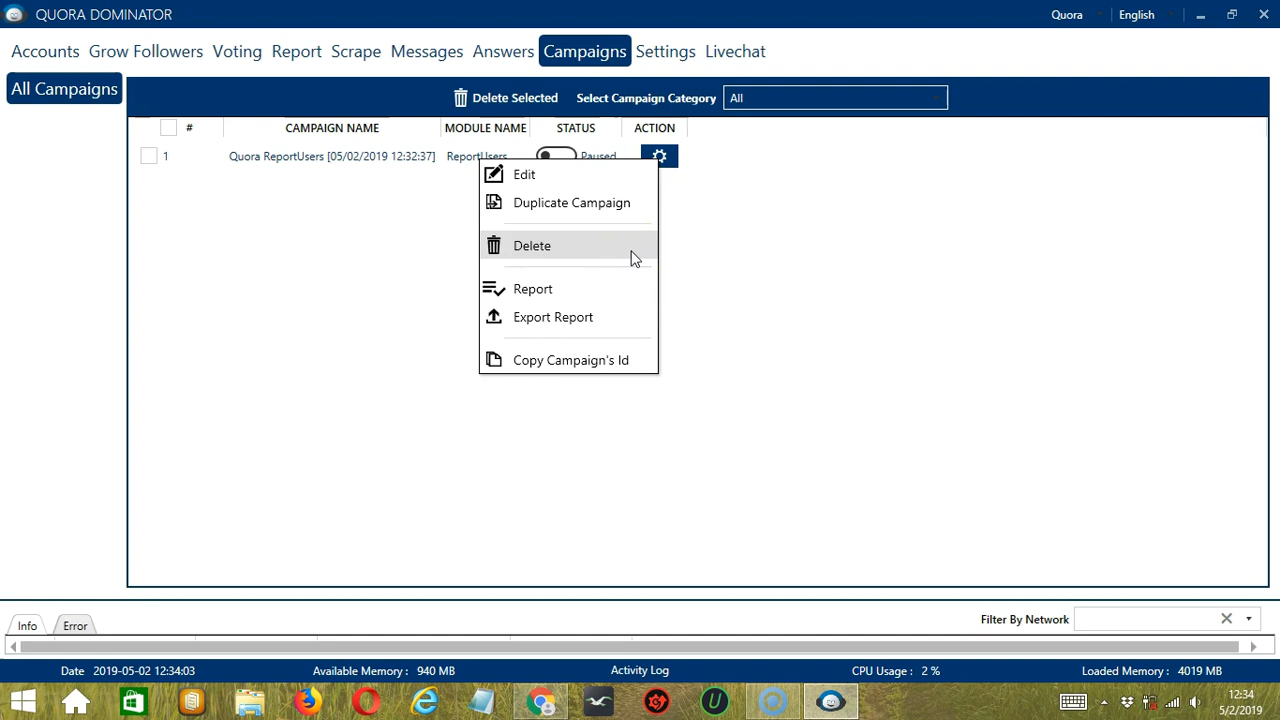 QUORA DOMINATOR
Quora English
Accounts Grow Followers Voting Report Scrape Messages Answers Campaigns Settings Livechat
All Campaigns
Delete Selected Select Campaign Category All
# CAMPAIGN NAME MODULE NAME STATUS ACTION
1 Quora ReportUsers [05/02/2019 12:32:37] ReportUsers Paused
Edit
Duplicate Campaign
Delete
Report
Export Report
Copy Campaign's Id
Info Error Filter By Network
Date 2019-05-02 12:34:03 Available Memory : 940 MB Activity Log CPU Usage : 2 % Loaded Memory : 4019 MB
12:34
5/2/2019